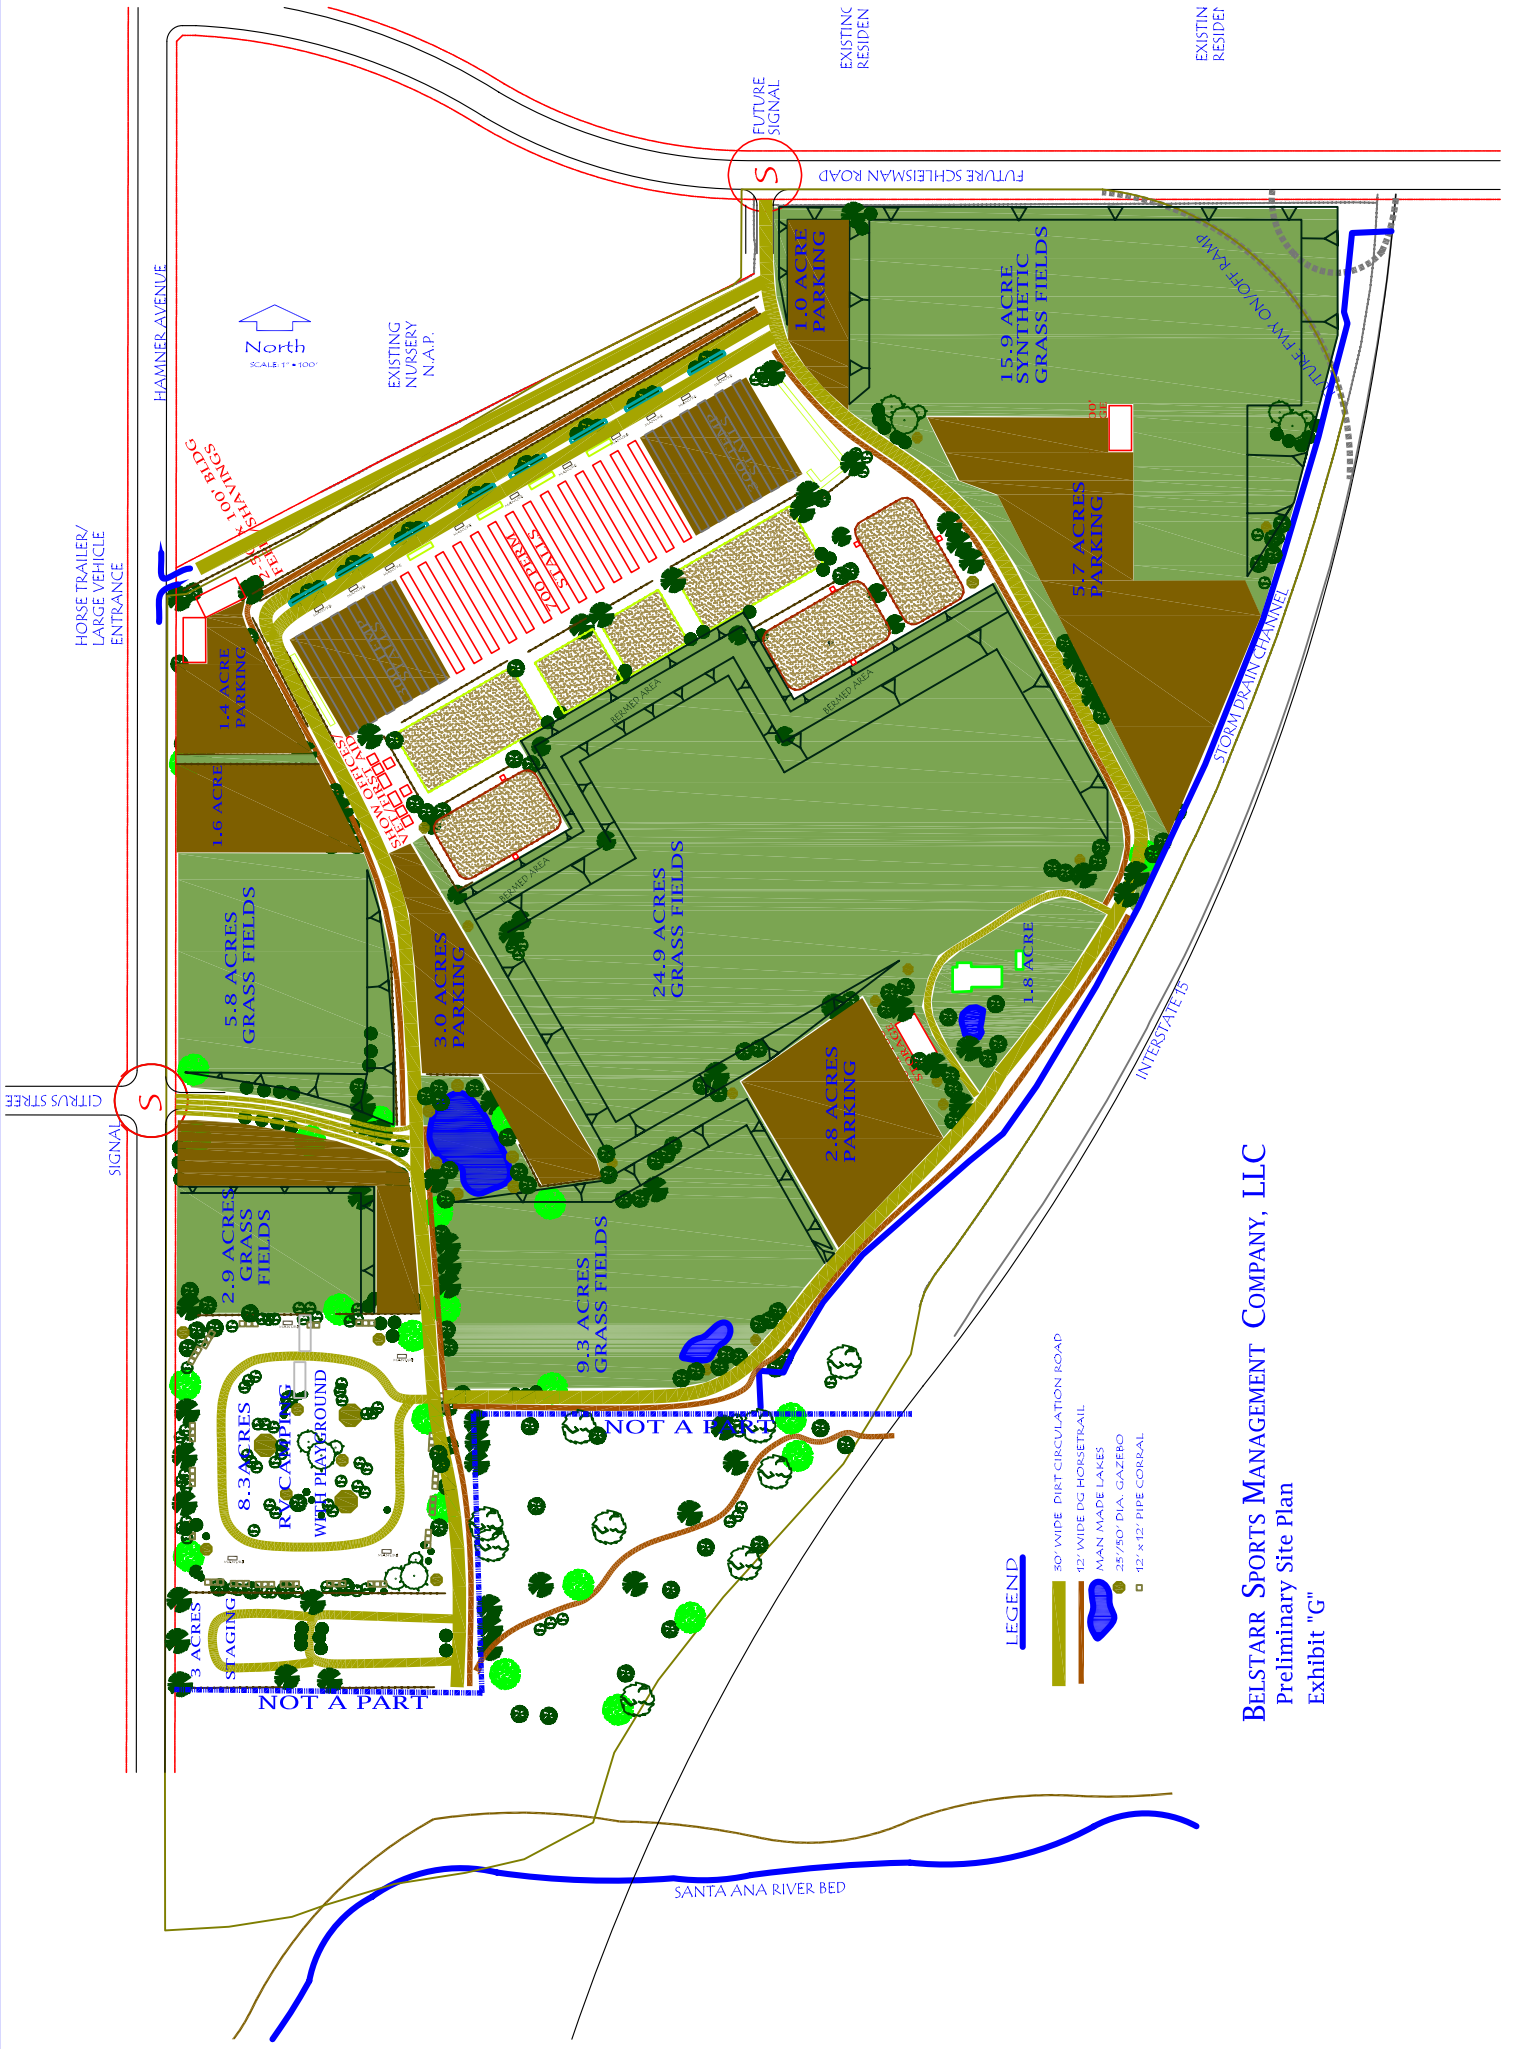 EXISTING
RESIDEN
EXISTIN
RESIDEN
FUTURE
SIGNAL
S
FUTURE SCHLEISMAN ROAD
HAMNER AVENUE
North
SCALE: 1" = 100'
EXISTING
NURSERY
N.A.P.
1.0 ACRE
PARKING
15.9 ACRE
SYNTHETIC
GRASS FIELDS
FUTURE FWY ON/OFF RAMP
HORSE TRAILER/
LARGE VEHICLE
ENTRANCE
700 PERM
STALLS
5.7 ACRES
PARKING
STORM DRAIN CHANNEL
1.4 ACRE
PARKING
1.6 ACRE
SHOW OFFICES/
VET/FIRST AID
BERMED AREA
BERMED AREA
BERMED AREA
5.8 ACRES
GRASS FIELDS
3.0 ACRES
PARKING
24.9 ACRES
GRASS FIELDS
1.8 ACRE
STORAGE
2.8 ACRES
PARKING
INTERSTATE 15
CITRUS STREE
S
SIGNAL
2.9 ACRES
GRASS
FIELDS
9.3 ACRES
GRASS FIELDS
8.3 ACRES
RV CAMPING
WITH PLAYGROUND
NOT A PART
3 ACRES
STAGING
NOT A PART
LEGEND
30' WIDE DIRT CIRCULATION ROAD
12' WIDE DG HORSETRAIL
MAN MADE LAKES
25'/50' DIA. GAZEBO
12' x 12' PIPE CORRAL
BELSTARR SPORTS MANAGEMENT COMPANY, LLC
Preliminary Site Plan
Exhibit "G"
SANTA ANA RIVER BED